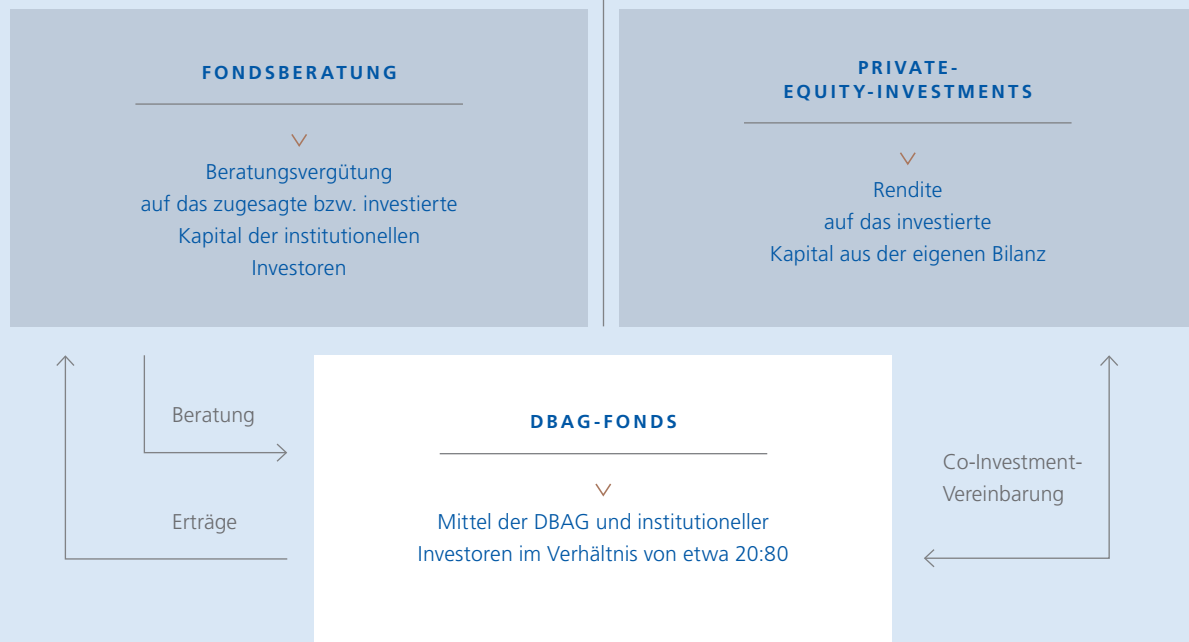 FONDSBERATUNG
Beratungsvergütung
auf das zugesagte bzw. investierte
Kapital der institutionellen
Investoren
PRIVATE-
EQUITY-INVESTMENTS
Rendite
auf das investierte
Kapital aus der eigenen Bilanz
Beratung
Erträge
DBAG-FONDS
Mittel der DBAG und institutioneller
Investoren im Verhältnis von etwa 20:80
Co-Investment-
Vereinbarung